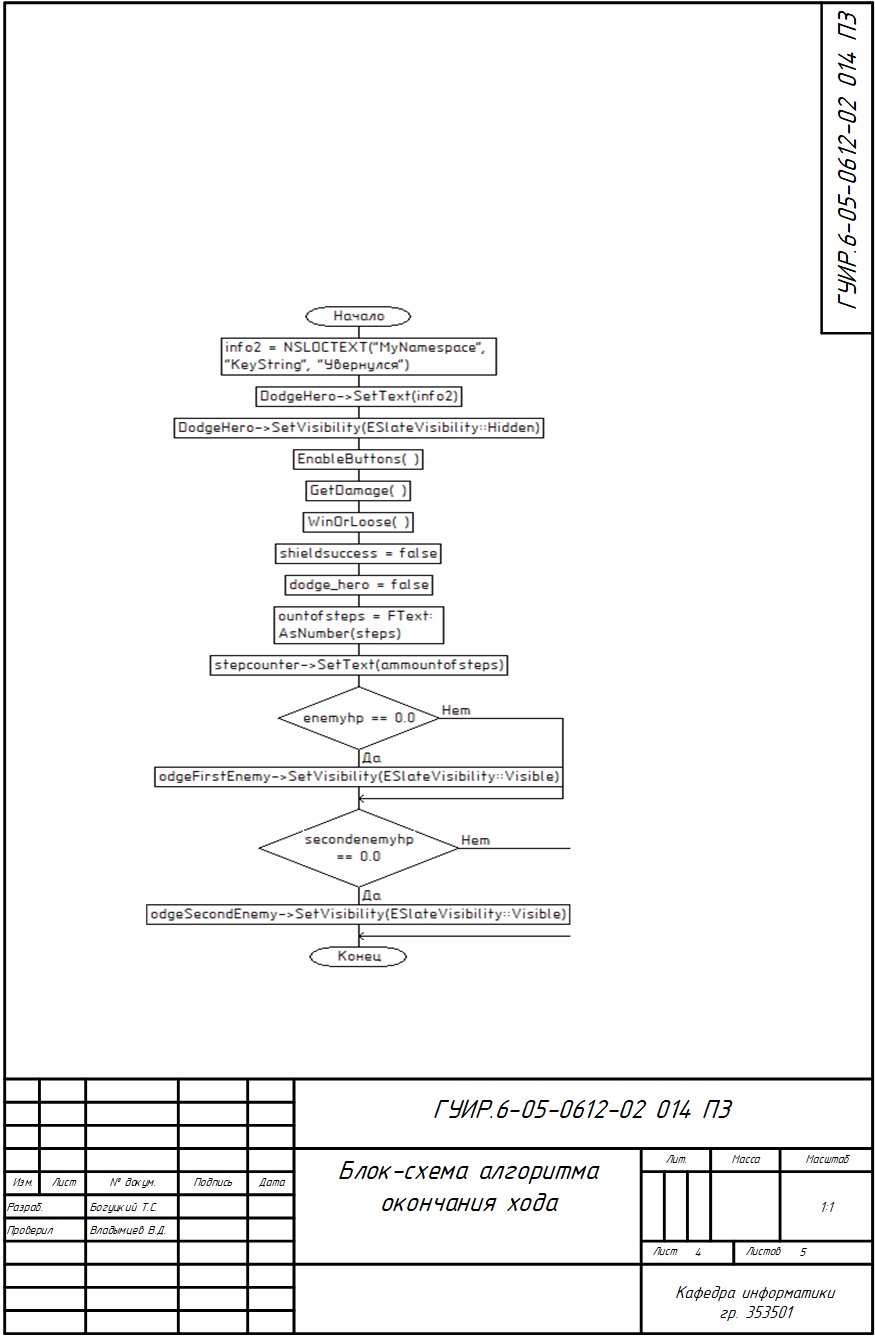 ГУИР.6-05-0612-02 014 ПЗ
Начало
info2 = NSLOCTEXT("MyNamespace",
"KeyString", "Увернулся")
DodgeHero->SetText(info2)
DodgeHero->SetVisibility(ESlateVisibility::Hidden)
EnableButtons( )
GetDamage( )
WinOrLoose( )
shieldsuccess = false
dodge_hero = false
ountofsteps = FText:
AsNumber(steps)
stepcounter->SetText(ammountofsteps)
enemyhp == 0.0
Нет
Да
odgeFirstEnemy->SetVisibility(ESlateVisibility::Visible)
secondenemyhp
== 0.0
Нет
Да
odgeSecondEnemy->SetVisibility(ESlateVisibility::Visible)
Конец
ГУИР.6-05-0612-02 014 ПЗ
Блок-схема алгоритма
окончания хода
Лит. Масса Масштаб
Изм. Лист № докум. Подпись Дата
Разраб. Богуцкий Т.С.
1:1
Проверил Владымцев В.Д.
Лист 4 Листов 5
Кафедра информатики
гр. 353501